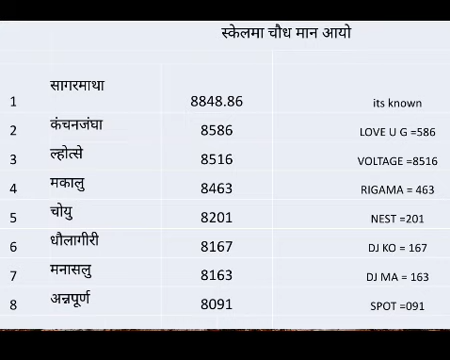 स्केलमा चौध मान आयो
1 सागरमाथा 8848.86 its known
2 कंचनजंघा 8586 LOVE U G =586
3 ल्होत्से 8516 VOLTAGE =8516
4 मकालु 8463 RIGAMA = 463
5 चोयु 8201 NEST =201
6 धौलागीरी 8167 DJ KO = 167
7 मनासलु 8163 DJ MA = 163
8 अन्नपूर्ण 8091 SPOT =091